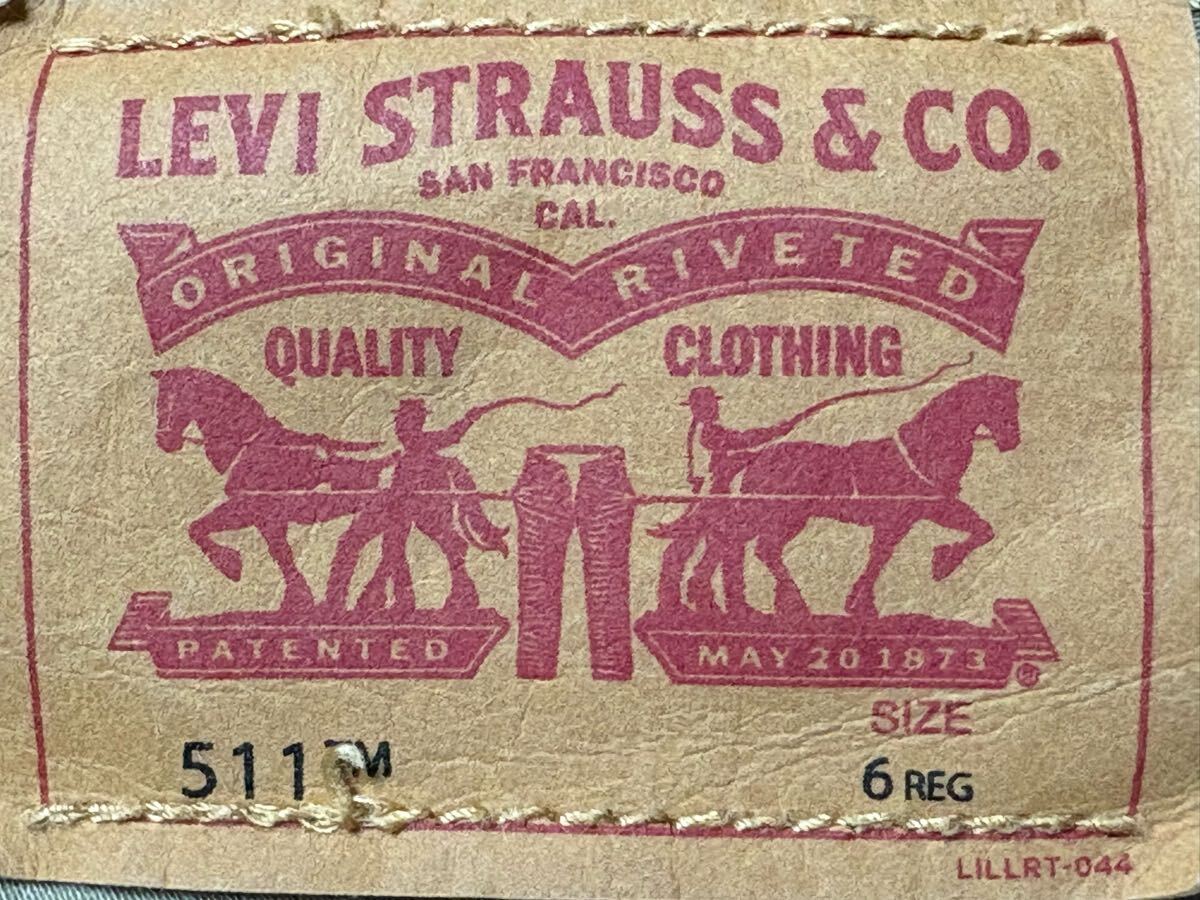 LEVI STRAUSS & CO.
SAN FRANCISCO
CAL.
ORIGINAL RIVETED
QUALITY CLOTHING
PATENTED MAY 20 1873 ®
SIZE
511™ 6 REG
LILLRT-044